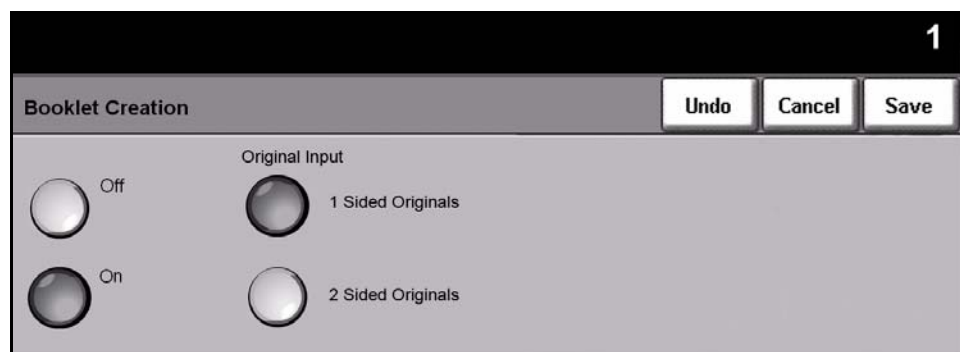 1
Booklet Creation
Undo
Cancel
Save
Original Input
Off
1 Sided Originals
On
2 Sided Originals